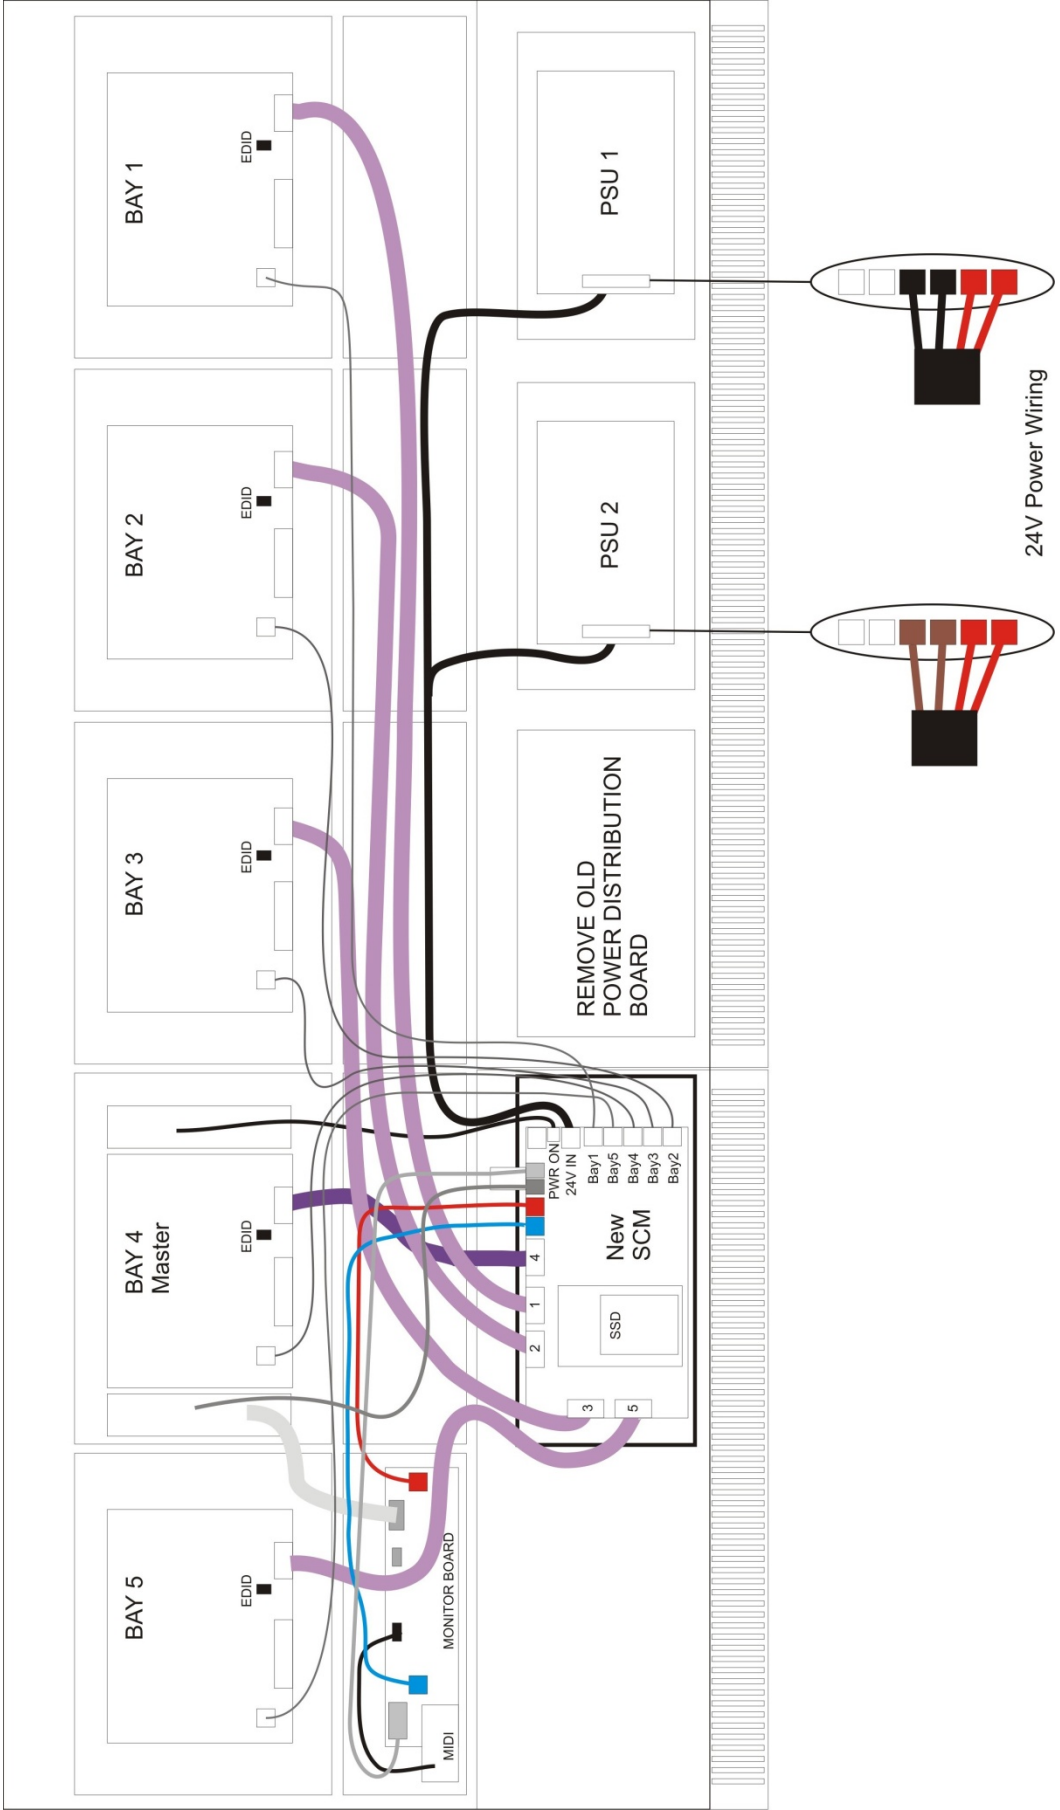 BAY 5
EDID
BAY 4
Master
EDID
BAY 3
EDID
BAY 2
EDID
BAY 1
EDID
MONITOR BOARD
MIDI
4
1
2
3
5
New
SCM
SSD
PWR ON
24V IN
Bay1
Bay5
Bay4
Bay3
Bay2
REMOVE OLD
POWER DISTRIBUTION
BOARD
PSU 2
PSU 1
24V Power Wiring